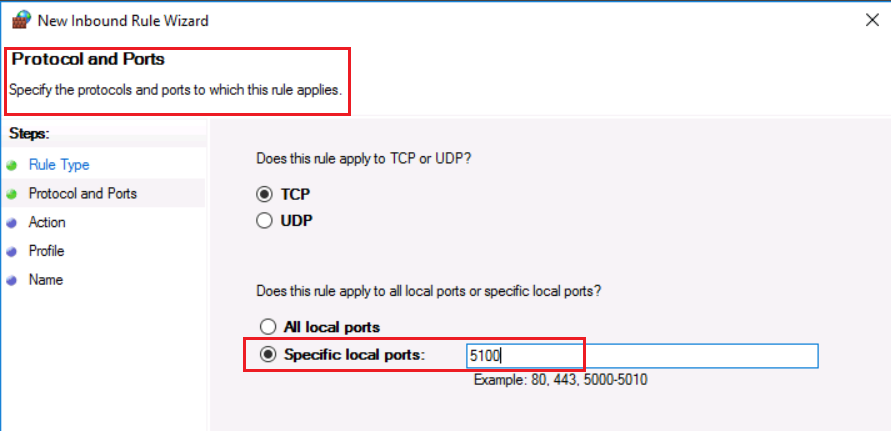 New Inbound Rule Wizard
Protocol and Ports
Specify the protocols and ports to which this rule applies.
Steps:
Rule Type
Protocol and Ports
Action
Profile
Name
Does this rule apply to TCP or UDP?
TCP
UDP
Does this rule apply to all local ports or specific local ports?
All local ports
Specific local ports: 5100
Example: 80, 443, 5000-5010